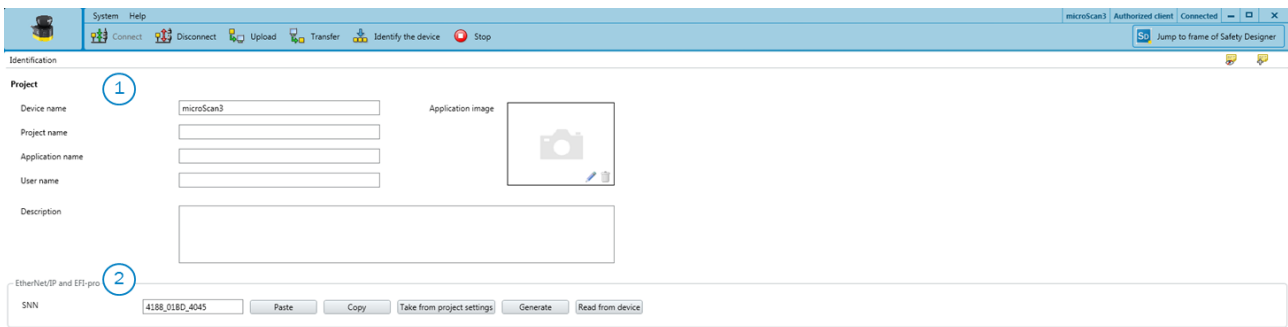 System Help
microScan3 Authorized client Connected
Connect Disconnect Upload Transfer Identify the device Stop
SD Jump to frame of Safety Designer
Identification
Project
1
Device name microScan3 Application image
Project name
Application name
User name
Description
2
EtherNet/IP and EFI-pro
SNN 4188_01BD_4045 Paste Copy Take from project settings Generate Read from device